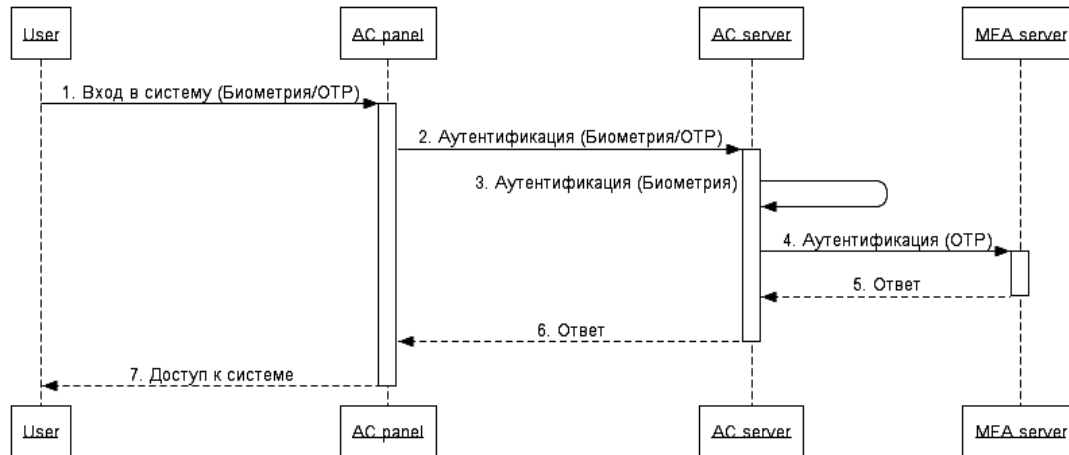 User
AC panel
AC server
MFA server
1. Вход в систему (Биометрия/OTP)
2. Аутентификация (Биометрия/OTP)
3. Аутентификация (Биометрия)
4. Аутентификация (OTP)
5. Ответ
6. Ответ
7. Доступ к системе
User
AC panel
AC server
MFA server